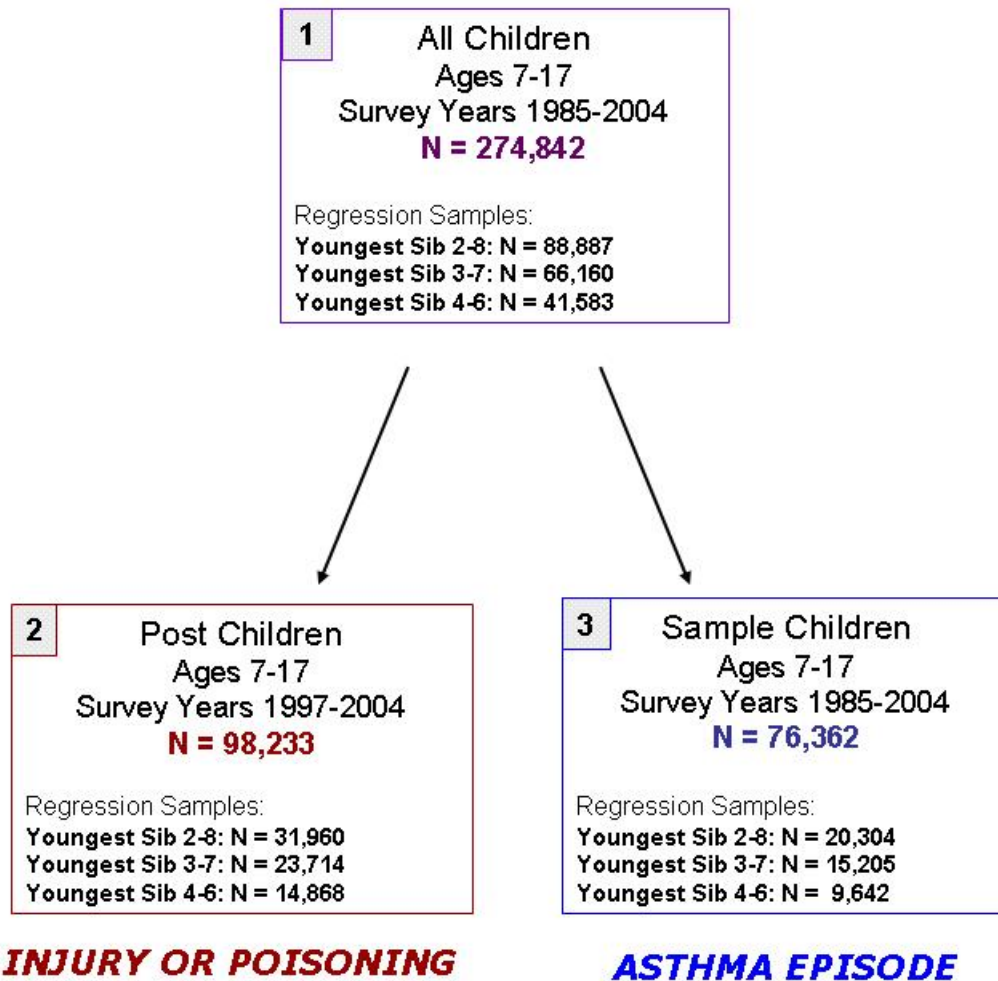 1
All Children
Ages 7-17
Survey Years 1985-2004
N = 274,842
Regression Samples:
Youngest Sib 2-8: N = 88,887
Youngest Sib 3-7: N = 66,160
Youngest Sib 4-6: N = 41,583
2
Post Children
Ages 7-17
Survey Years 1997-2004
N = 98,233
Regression Samples:
Youngest Sib 2-8: N = 31,960
Youngest Sib 3-7: N = 23,714
Youngest Sib 4-6: N = 14,868
INJURY OR POISONING
3
Sample Children
Ages 7-17
Survey Years 1985-2004
N = 76,362
Regression Samples:
Youngest Sib 2-8: N = 20,304
Youngest Sib 3-7: N = 15,205
Youngest Sib 4-6: N = 9,642
ASTHMA EPISODE